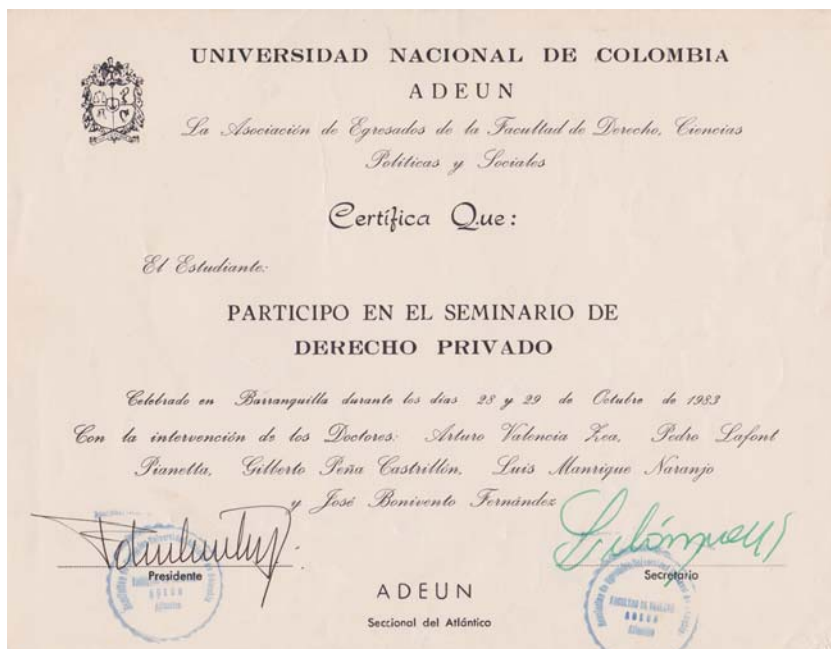 UNIVERSIDAD NACIONAL DE COLOMBIA
ADEUN
La Asociación de Egresados de la Facultad de Derecho, Ciencias
Políticas y Sociales
Certífica Que:
El Estudiante:
PARTICIPO EN EL SEMINARIO DE
DERECHO PRIVADO
Celebrado en Barranquilla durante los días 28 y 29 de Octubre de 1983
Con la intervención de los Doctores: Arturo Valencia Zea, Pedro Lafont
Pianetta, Gilberto Peña Castrillón, Luis Manrique Naranjo
y José Bonivento Fernández
Presidente
Secretario
ADEUN
Seccional del Atlántico